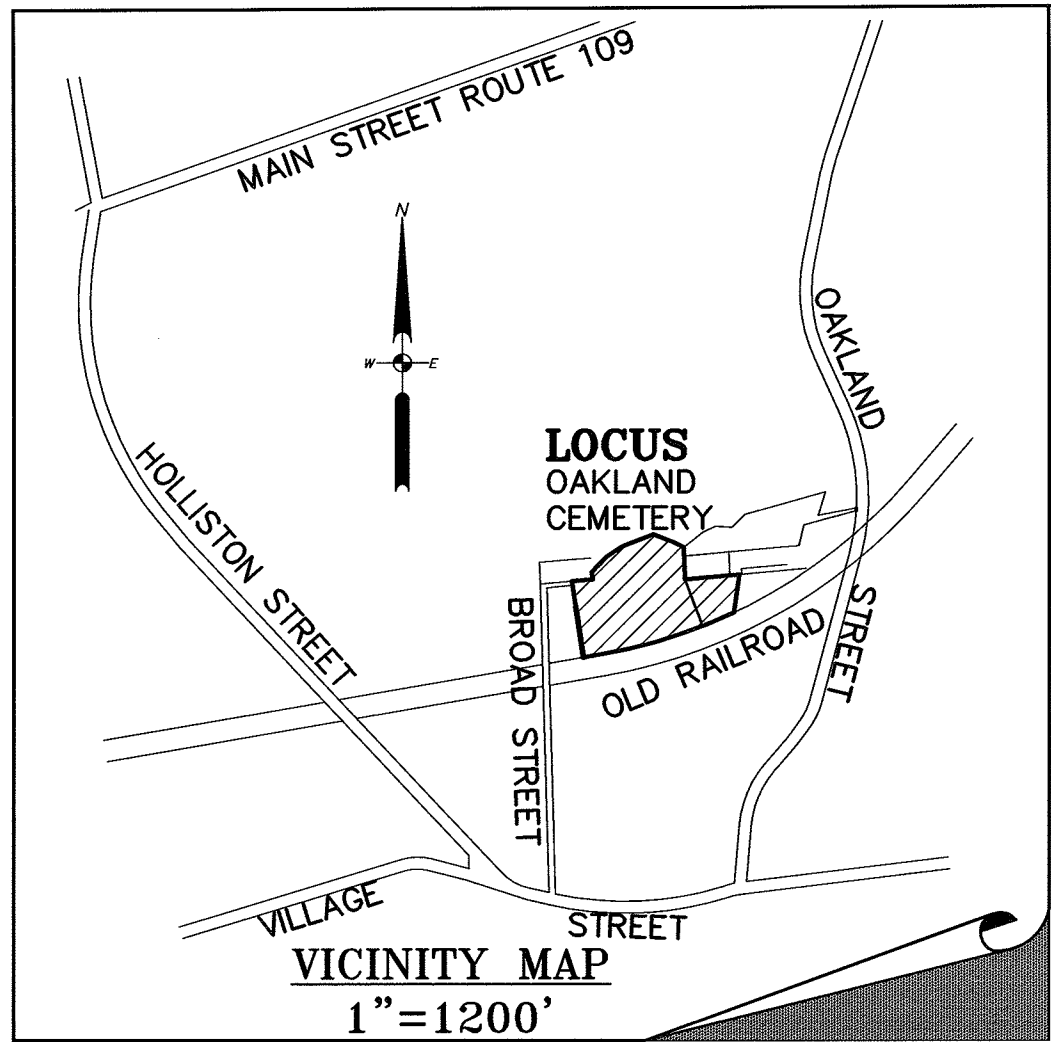 MAIN STREET ROUTE 109
N
W
E
OAKLAND
STREET
HOLLISTON STREET
LOCUS
OAKLAND
CEMETERY
BROAD STREET
OLD RAILROAD
VILLAGE
STREET
VICINITY MAP
1"=1200'